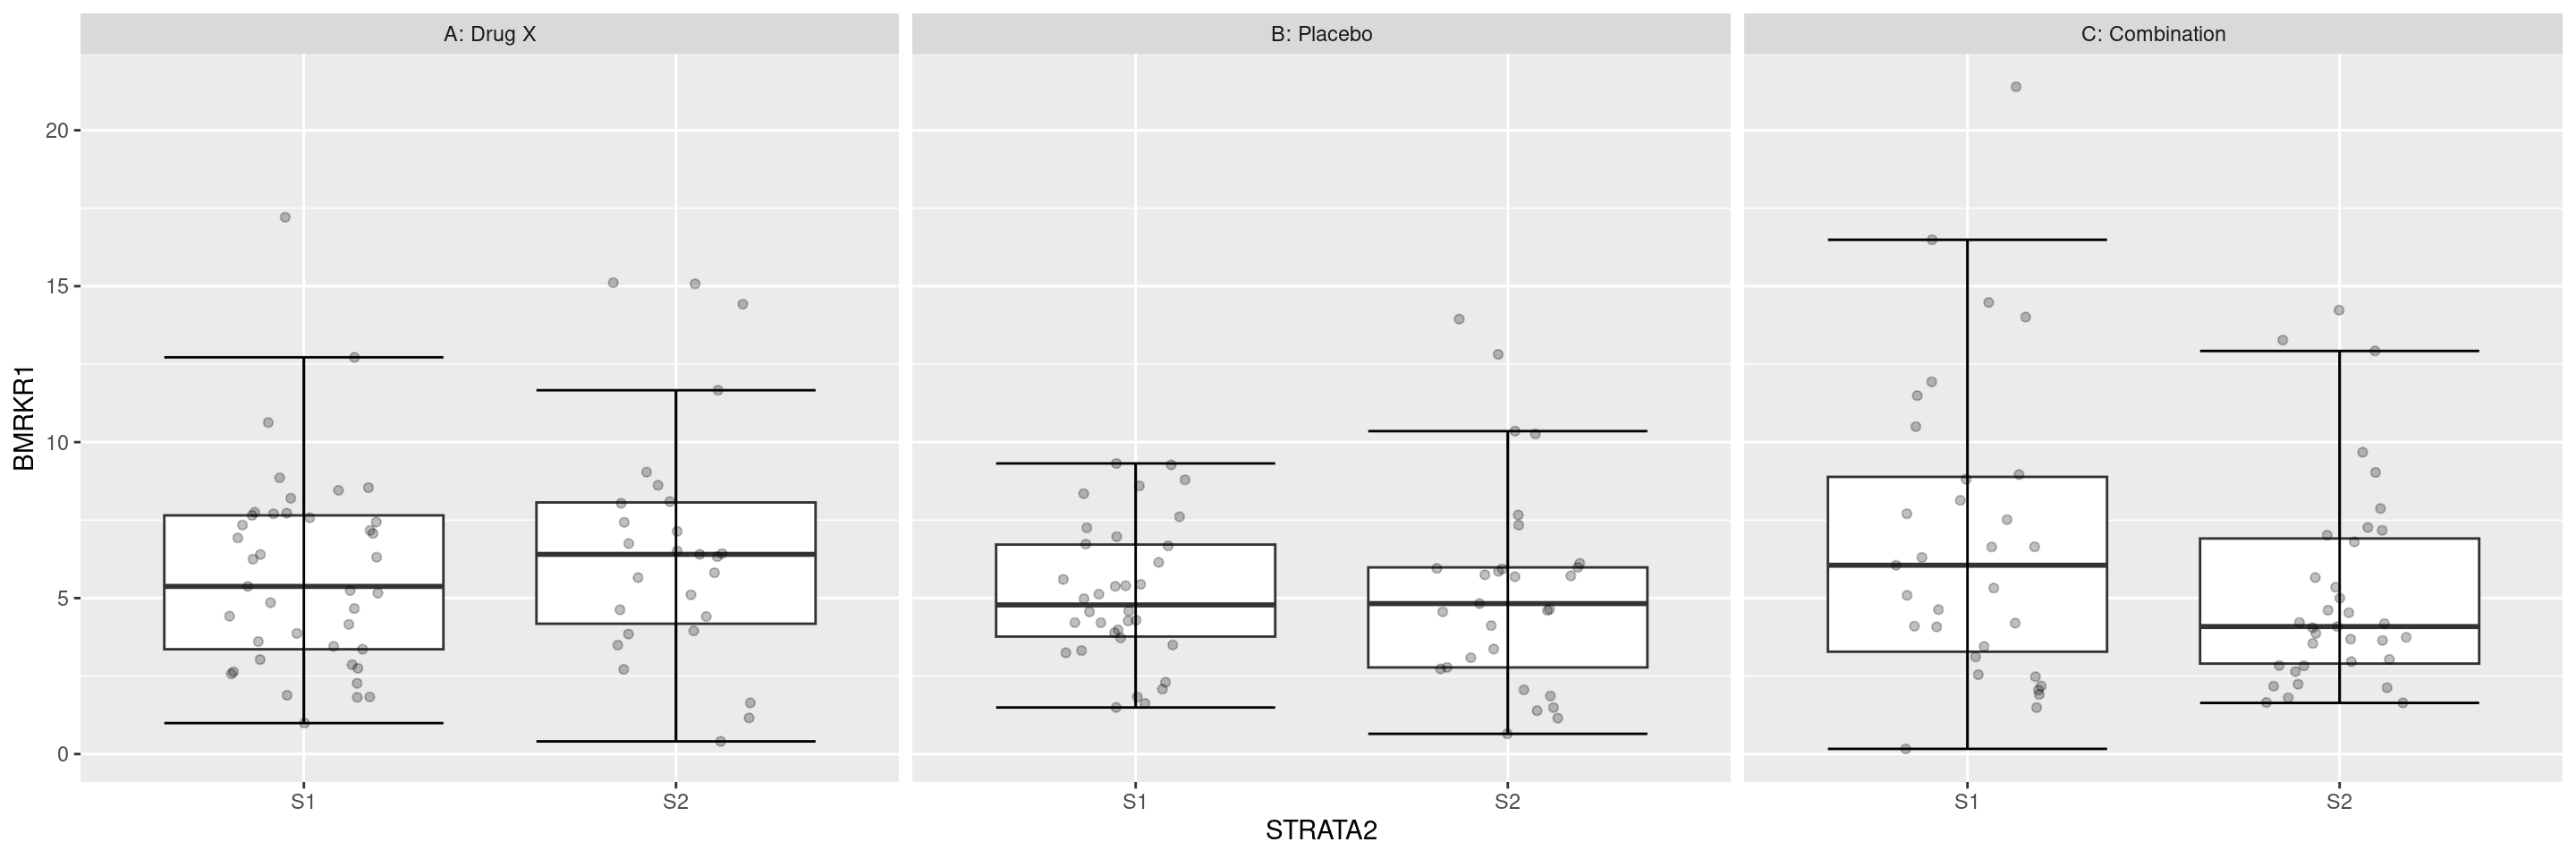 A: Drug X
B: Placebo
C: Combination
BMRKR1
20
15
10
5
0
S1
S2
S1
S2
S1
S2
STRATA2